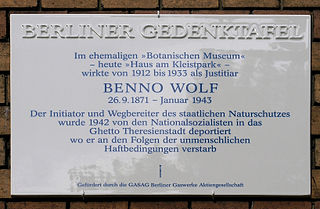 BERLINER GEDENKTAFEL
Im ehemaligen »Botanischen Museum«
– heute »Haus am Kleistpark« –
wirkte von 1912 bis 1933 als Justitiar
BENNO WOLF
26.9.1871 – Januar 1943
Der Initiator und Wegbereiter des staatlichen Naturschutzes
wurde 1942 von den Nationalsozialisten in das
Ghetto Theresienstadt deportiert
wo er an den Folgen der unmenschlichen
Haftbedingungen verstarb
Gefördert durch die GASAG Berliner Gaswerke Aktiengesellschaft